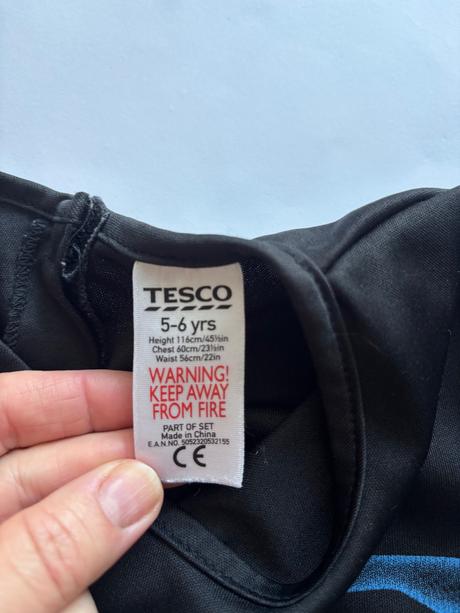 TESCO
5-6 yrs
Height 116cm/45½in
Chest 60cm/23½in
Waist 56cm/22in
WARNING!
KEEP AWAY
FROM FIRE
PART OF SET
Made in China
E.A.N.NO. 5052320532155
CE